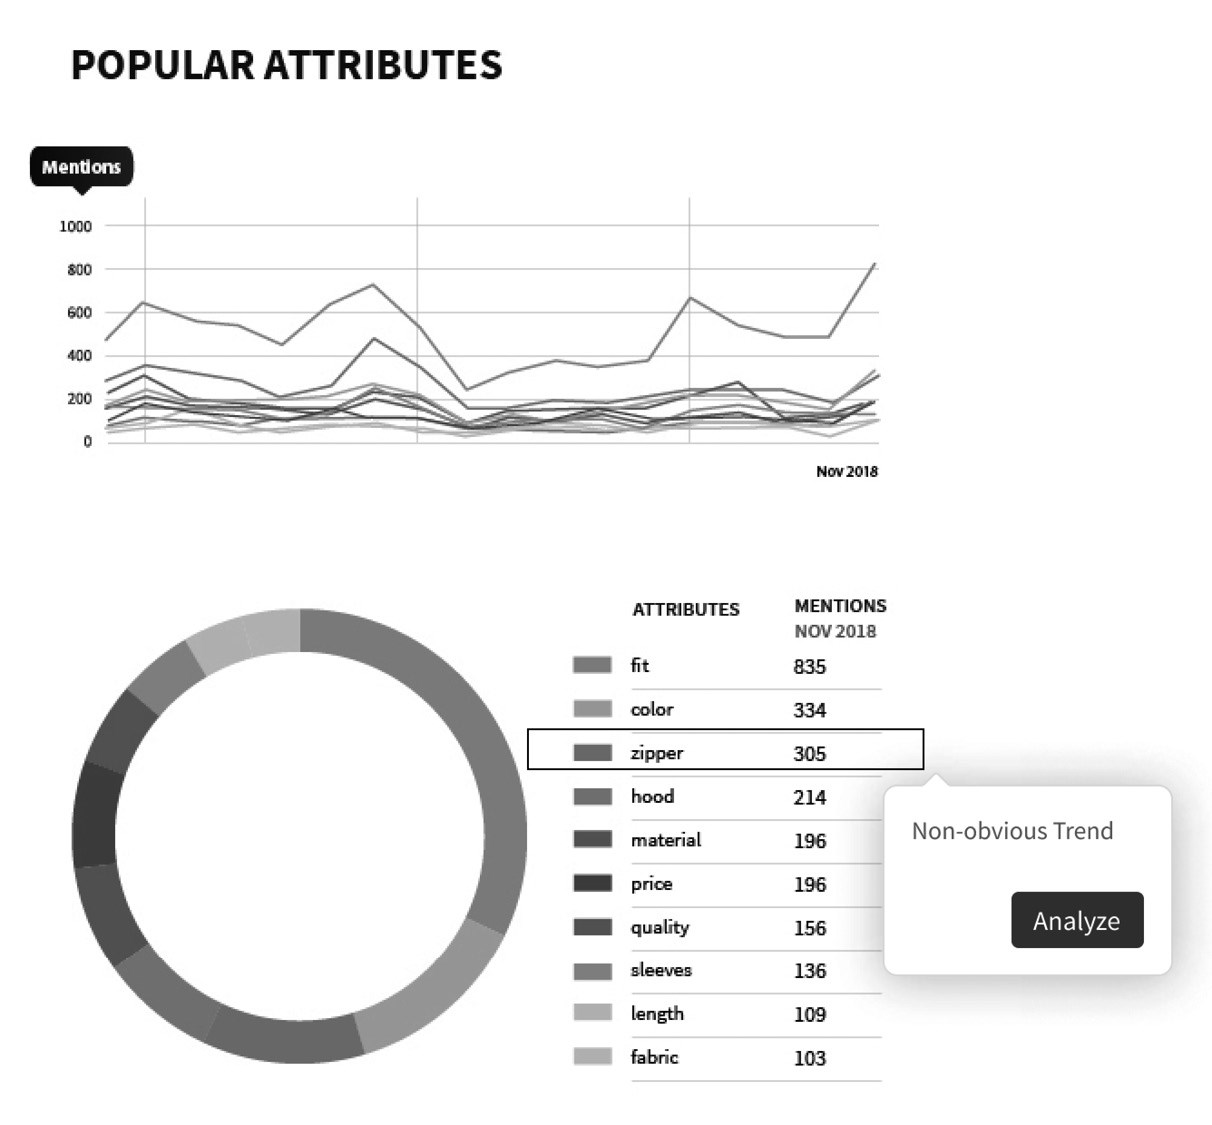 POPULAR ATTRIBUTES
Mentions
1000
800
600
400
200
0
Nov 2018
ATTRIBUTES MENTIONS
NOV 2018
fit 835
color 334
zipper 305
hood 214
material 196
price 196
quality 156
sleeves 136
length 109
fabric 103
Non-obvious Trend
Analyze